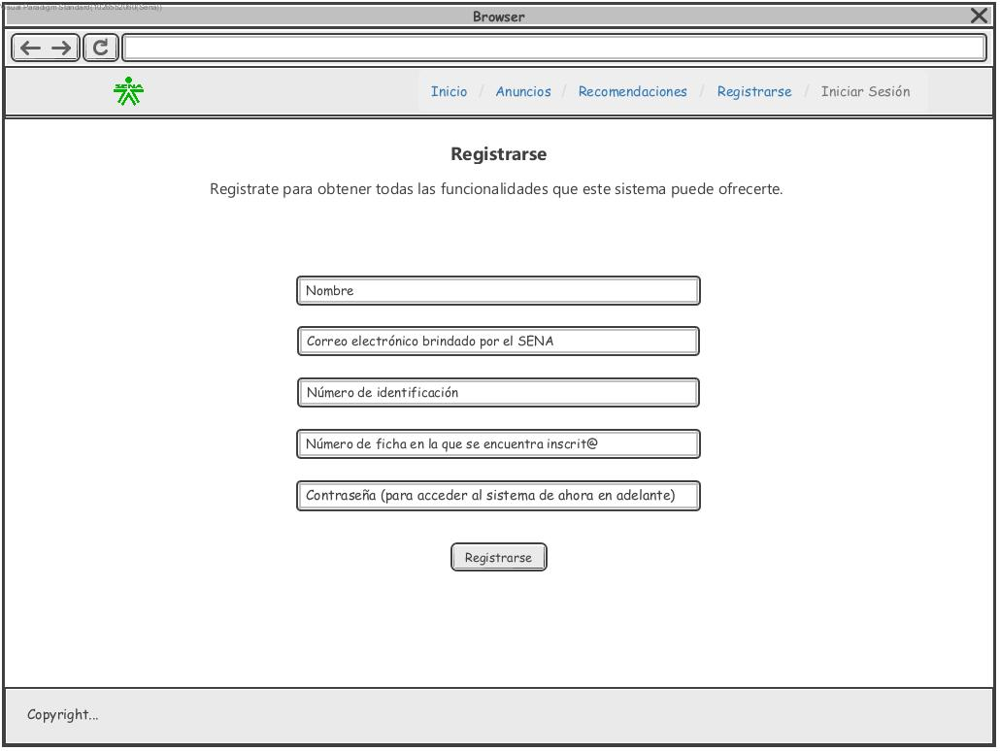 Visual Paradigm Standard(1026552060(Sena))
Browser
SENA
Inicio / Anuncios / Recomendaciones / Registrarse / Iniciar Sesión
Registrarse
Registrate para obtener todas las funcionalidades que este sistema puede ofrecerte.
Nombre
Correo electrónico brindado por el SENA
Número de identificación
Número de ficha en la que se encuentra inscrit@
Contraseña (para acceder al sistema de ahora en adelante)
Registrarse
Copyright...